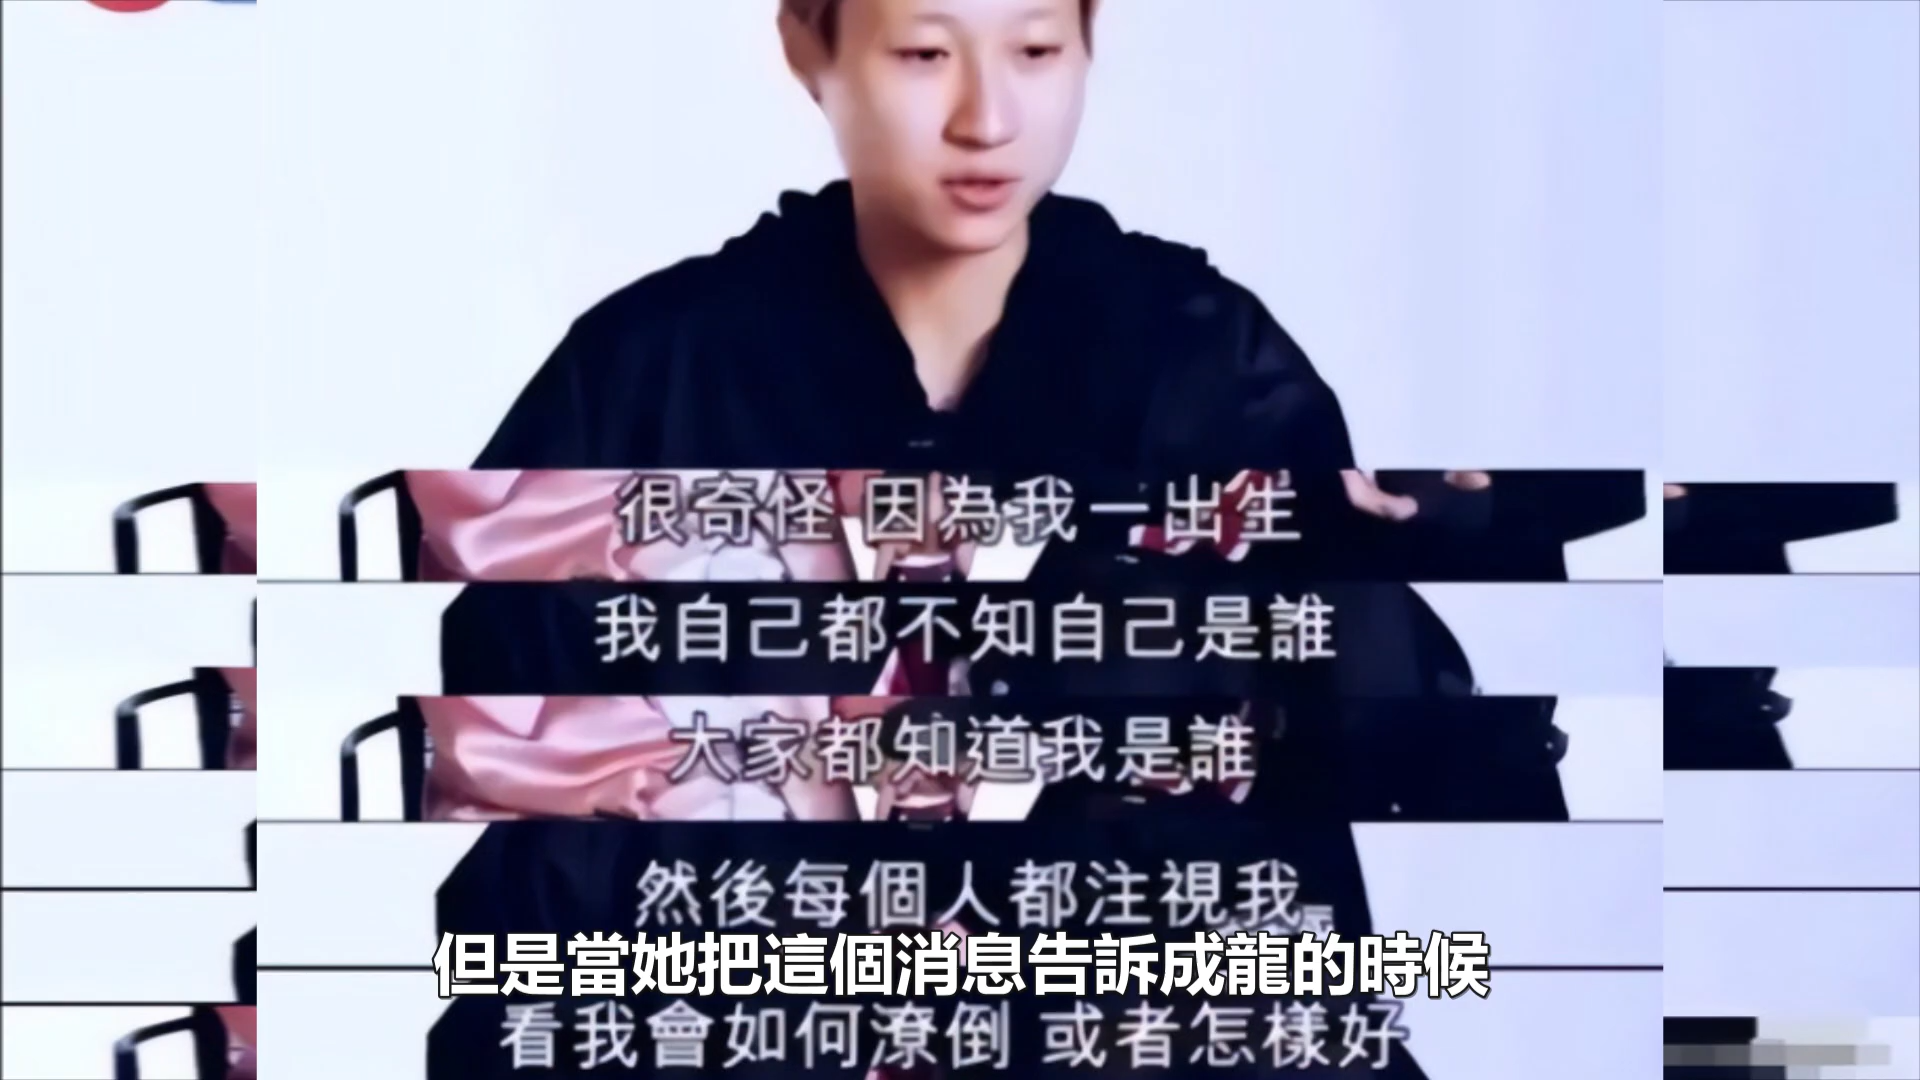 很奇怪 因為我一出生
我自己都不知自己是誰
大家都知道我是誰
然後每個人都注視我
但是當她把這個消息告訴成龍的時候
看我會如何潦倒 或者怎樣好